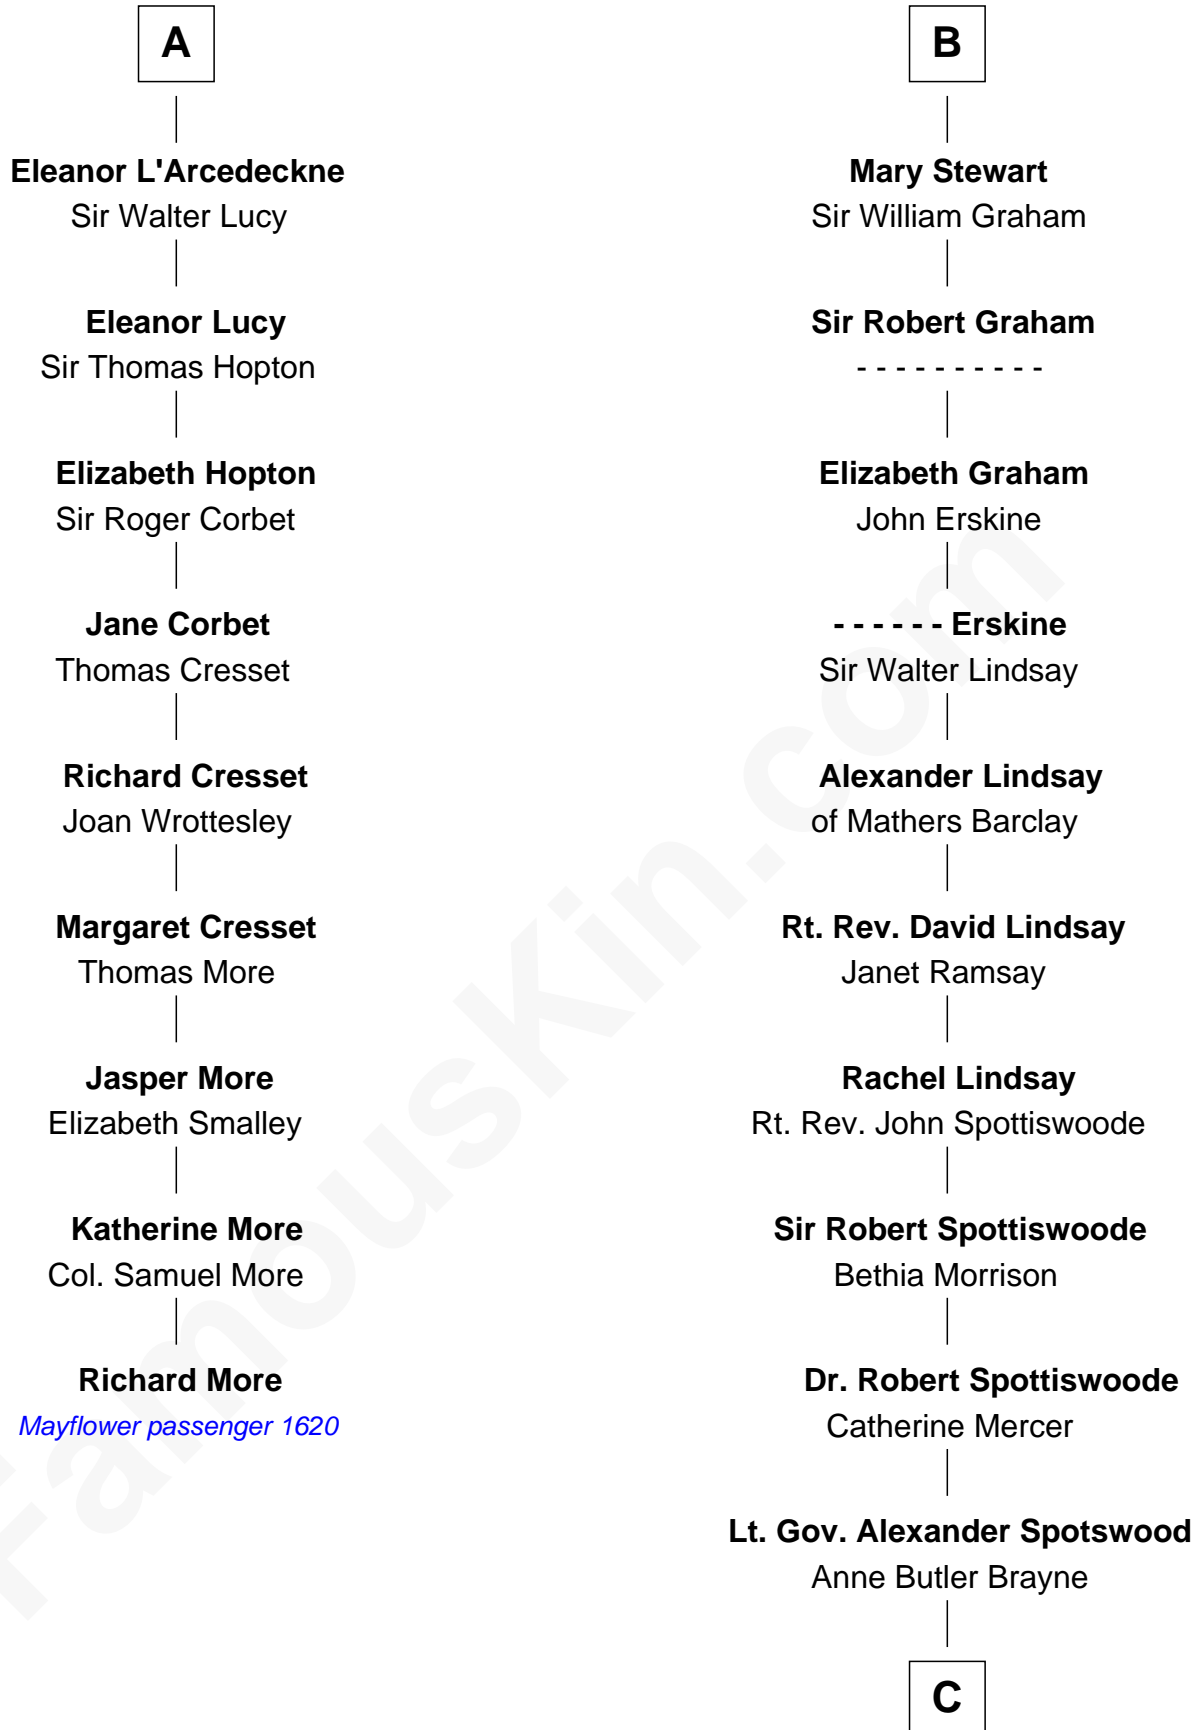 A
Eleanor L'Arcedeckne
Sir Walter Lucy
Eleanor Lucy
Sir Thomas Hopton
Elizabeth Hopton
Sir Roger Corbet
Jane Corbet
Thomas Cresset
Richard Cresset
Joan Wrottesley
Margaret Cresset
Thomas More
Jasper More
Elizabeth Smalley
Katherine More
Col. Samuel More
Richard More
Mayflower passenger 1620
B
Mary Stewart
Sir William Graham
Sir Robert Graham
- - - - - - - - - -
Elizabeth Graham
John Erskine
- - - - - - Erskine
Sir Walter Lindsay
Alexander Lindsay
of Mathers Barclay
Rt. Rev. David Lindsay
Janet Ramsay
Rachel Lindsay
Rt. Rev. John Spottiswoode
Sir Robert Spottiswoode
Bethia Morrison
Dr. Robert Spottiswoode
Catherine Mercer
Lt. Gov. Alexander Spotswood
Anne Butler Brayne
C
FamousKin.com